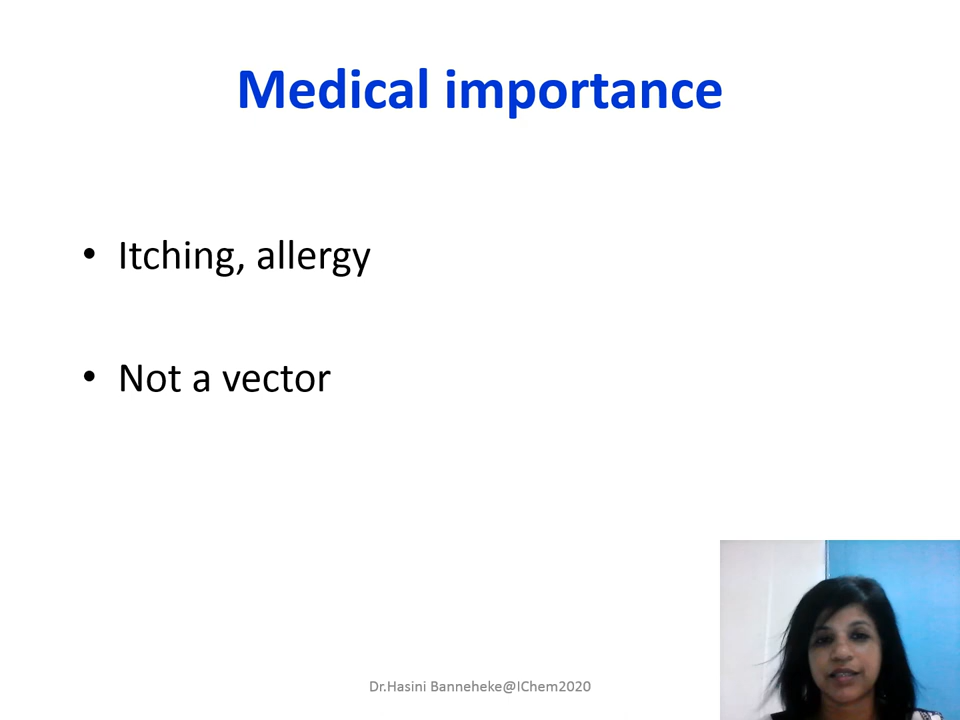 Medical importance
• Itching, allergy
• Not a vector
Dr.Hasini Banneheke@IChem2020